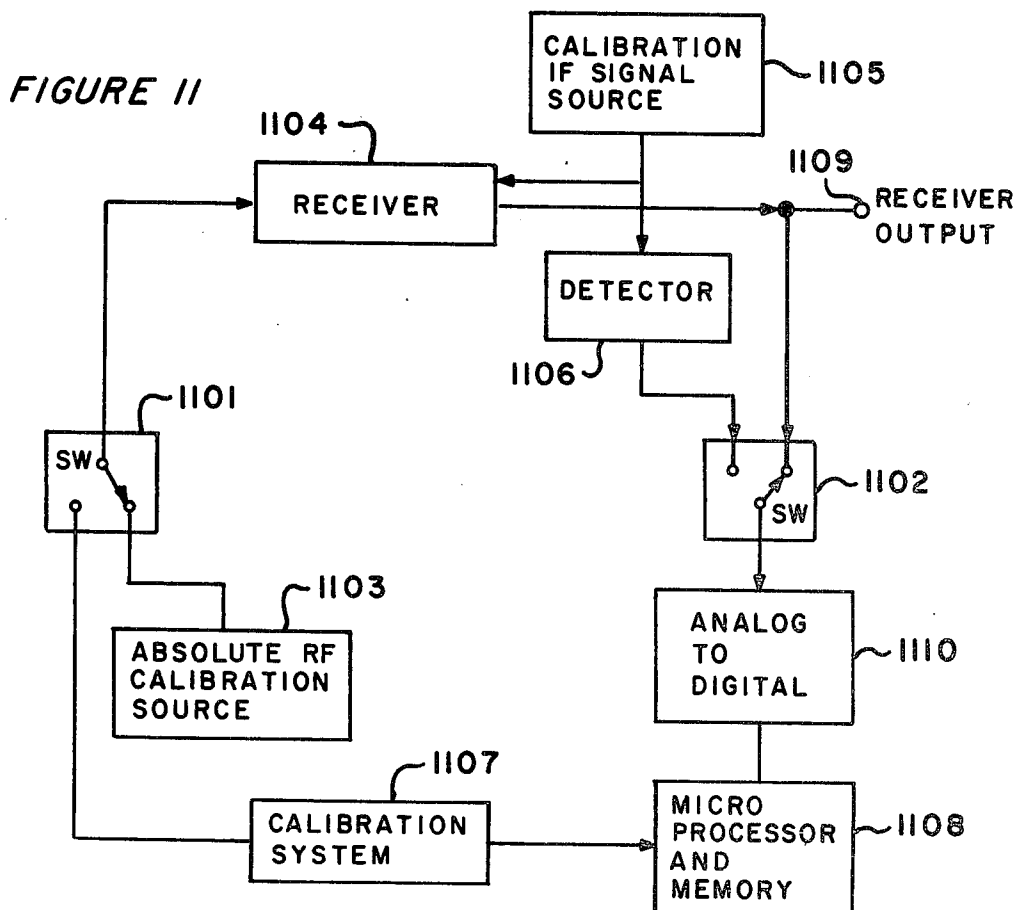 FIGURE 11
CALIBRATION
IF SIGNAL
SOURCE
1105
1104
RECEIVER
1109
RECEIVER
OUTPUT
DETECTOR
1106
1101
SW
1102
SW
1103
ABSOLUTE RF
CALIBRATION
SOURCE
ANALOG
TO
DIGITAL
1110
1107
CALIBRATION
SYSTEM
MICRO
PROCESSOR
AND
MEMORY
1108